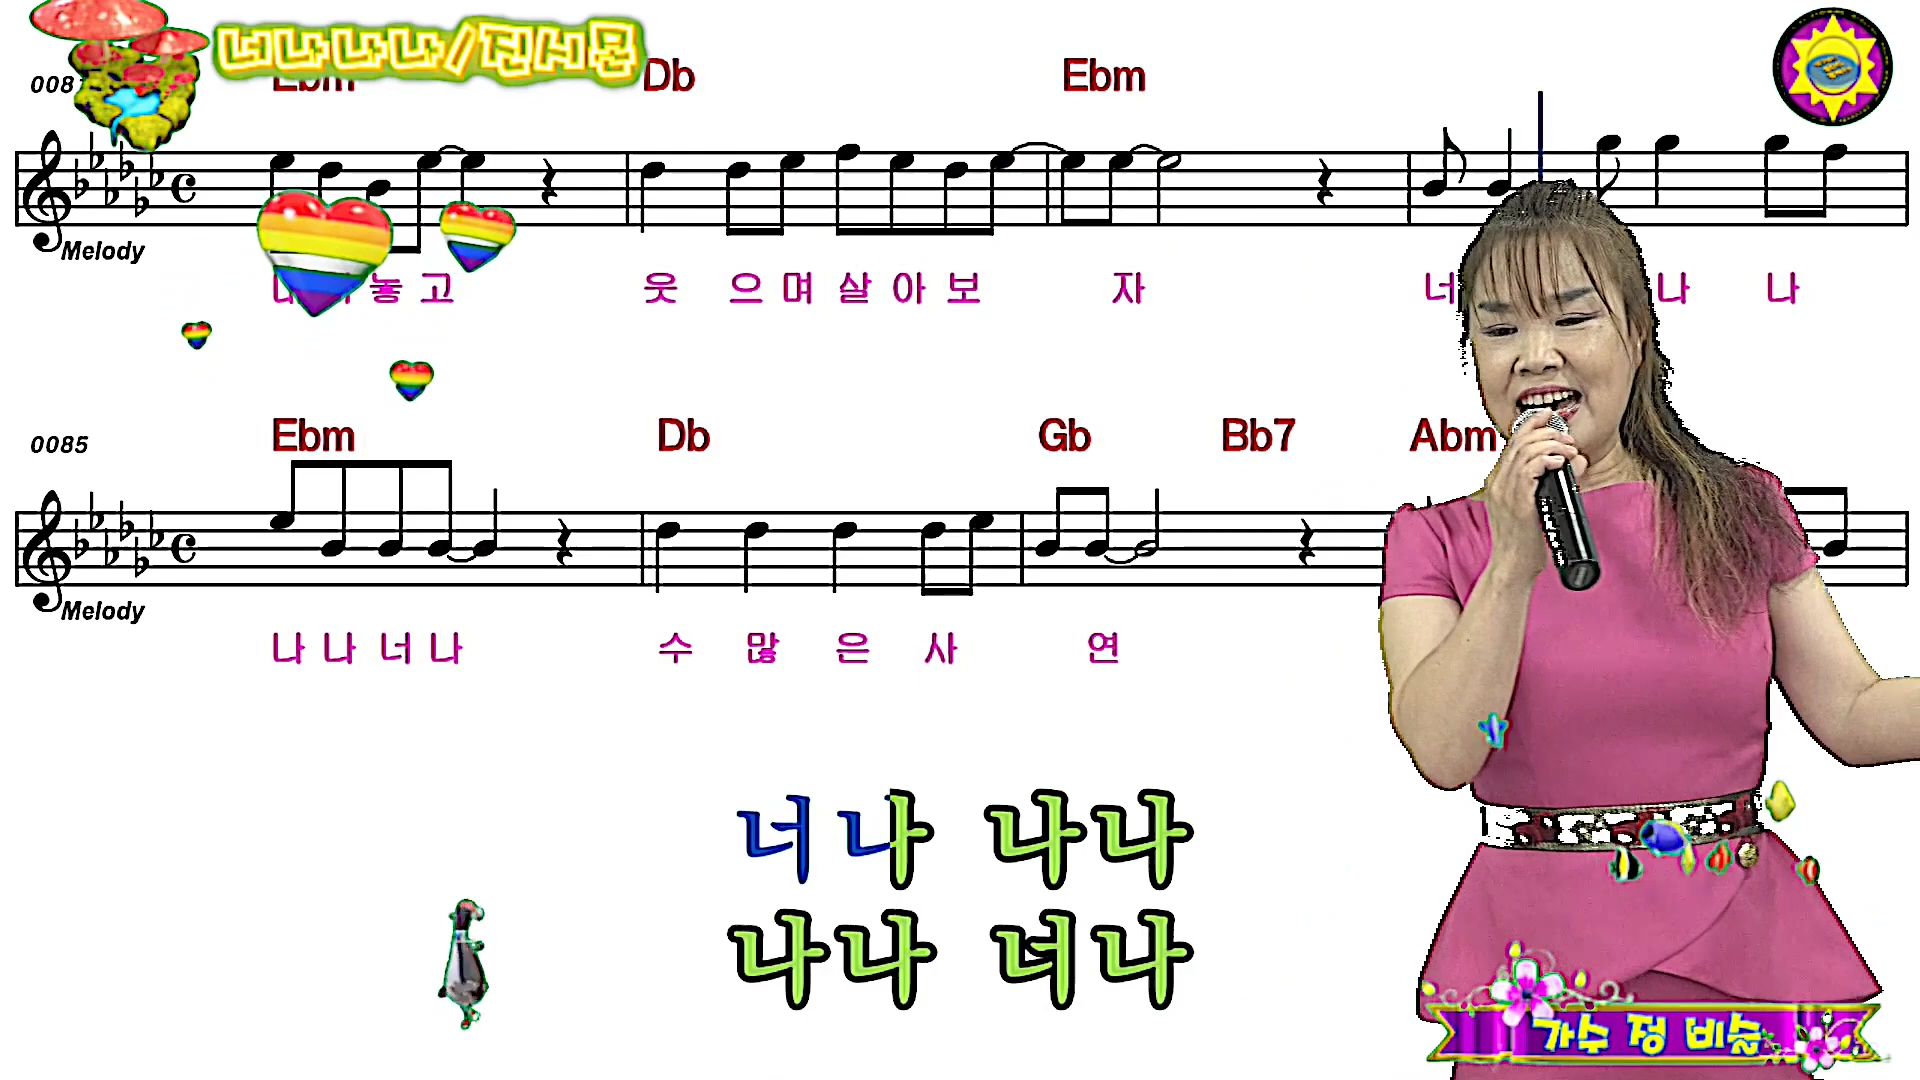 너나나나/진시몬
Ebm Db Ebm
008
Melody
놓고 웃으며살아보자 너 나 나
0085 Ebm Db Gb Bb7 Abm
Melody
나나너나 수많은사연
너나 나나
나나 너나
가수 정 비슬